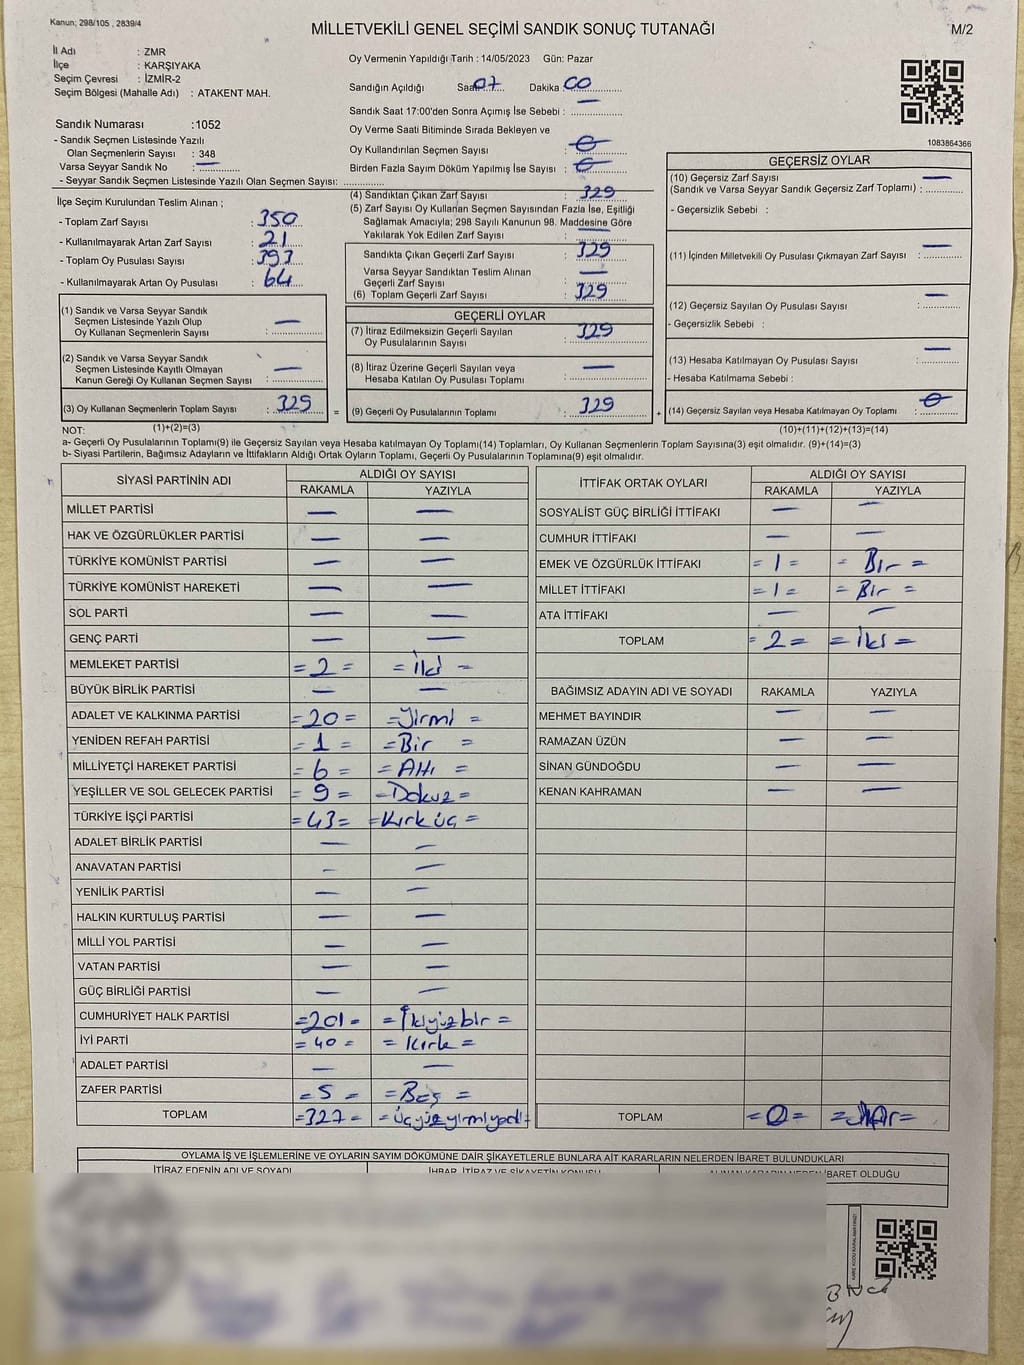 Kanun; 298/105 , 2839/4
MİLLETVEKİLİ GENEL SEÇİMİ SANDIK SONUÇ TUTANAĞI
M/2
İl Adı : ZMR
İlçe : KARŞIYAKA
Seçim Çevresi : İZMİR-2
Seçim Bölgesi (Mahalle Adı) : ATAKENT MAH.
Oy Vermenin Yapıldığı Tarih : 14/05/2023 Gün: Pazar
Sandığın Açıldığı Saat 07 Dakika 00
Sandık Saat 17:00'den Sonra Açımış İse Sebebi : —
Oy Verme Saati Bitiminde Sırada Bekleyen ve
Oy Kullandırılan Seçmen Sayısı : 0
Birden Fazla Sayım Döküm Yapılmış İse Sayısı : 0
1083864366
Sandık Numarası :1052
- Sandık Seçmen Listesinde Yazılı
Olan Seçmenlerin Sayısı : 348
Varsa Seyyar Sandık No : —
- Seyyar Sandık Seçmen Listesinde Yazılı Olan Seçmen Sayısı:
İlçe Seçim Kurulundan Teslim Alınan ;
- Toplam Zarf Sayısı : 350
- Kullanılmayarak Artan Zarf Sayısı : 21
- Toplam Oy Pusulası Sayısı : 393
- Kullanılmayarak Artan Oy Pusulası : 64
(1) Sandık ve Varsa Seyyar Sandık
Seçmen Listesinde Yazılı Olup
Oy Kullanan Seçmenlerin Sayısı : —
(2) Sandık ve Varsa Seyyar Sandık
Seçmen Listesinde Kayıtlı Olmayan
Kanun Gereği Oy Kullanan Seçmen Sayısı : —
(3) Oy Kullanan Seçmenlerin Toplam Sayısı : 329
(1)+(2)=(3)
(4) Sandıktan Çıkan Zarf Sayısı : 329
(5) Zarf Sayısı Oy Kullanan Seçmen Sayısından Fazla İse, Eşitliği
Sağlamak Amacıyla; 298 Sayılı Kanunun 98. Maddesine Göre
Yakılarak Yok Edilen Zarf Sayısı : —
Sandıkta Çıkan Geçerli Zarf Sayısı : 329
Varsa Seyyar Sandıktan Teslim Alınan
Geçerli Zarf Sayısı : —
(6) Toplam Geçerli Zarf Sayısı : 329
GEÇERLİ OYLAR
(7) İtiraz Edilmeksizin Geçerli Sayılan
Oy Pusulalarının Sayısı : 329
(8) İtiraz Üzerine Geçerli Sayılan veya
Hesaba Katılan Oy Pusulası Toplamı : —
= (9) Geçerli Oy Pusulalarının Toplamı : 329
GEÇERSİZ OYLAR
(10) Geçersiz Zarf Sayısı —
(Sandık ve Varsa Seyyar Sandık Geçersiz Zarf Toplamı) :
- Geçersizlik Sebebi :
(11) İçinden Milletvekili Oy Pusulası Çıkmayan Zarf Sayısı : —
(12) Geçersiz Sayılan Oy Pusulası Sayısı : —
- Geçersizlik Sebebi :
(13) Hesaba Katılmayan Oy Pusulası Sayısı : —
- Hesaba Katılmama Sebebi :
+ (14) Geçersiz Sayılan veya Hesaba Katılmayan Oy Toplamı : 0
(10)+(11)+(12)+(13)=(14)
NOT:
a- Geçerli Oy Pusulalarının Toplamı(9) ile Geçersiz Sayılan veya Hesaba katılmayan Oy Toplamı(14) Toplamları, Oy Kullanan Seçmenlerin Toplam Sayısına(3) eşit olmalıdır. (9)+(14)=(3)
b- Siyasi Partilerin, Bağımsız Adayların ve İttifakların Aldığı Ortak Oyların Toplamı, Geçerli Oy Pusulalarının Toplamına(9) eşit olmalıdır.
SİYASİ PARTİNİN ADI ALDIĞI OY SAYISI
RAKAMLA YAZIYLA
MİLLET PARTİSİ — —
HAK VE ÖZGÜRLÜKLER PARTİSİ — —
TÜRKİYE KOMÜNİST PARTİSİ — —
TÜRKİYE KOMÜNİST HAREKETİ — —
SOL PARTİ — —
GENÇ PARTİ — —
MEMLEKET PARTİSİ = 2 = = İki =
BÜYÜK BİRLİK PARTİSİ — —
ADALET VE KALKINMA PARTİSİ = 20 = = Yirmi =
YENİDEN REFAH PARTİSİ = 1 = = Bir =
MİLLİYETÇİ HAREKET PARTİSİ = 6 = = Altı =
YEŞİLLER VE SOL GELECEK PARTİSİ = 9 = = Dokuz =
TÜRKİYE İŞÇİ PARTİSİ = 43 = = Kırk üç =
ADALET BİRLİK PARTİSİ — —
ANAVATAN PARTİSİ — —
YENİLİK PARTİSİ — —
HALKIN KURTULUŞ PARTİSİ — —
MİLLİ YOL PARTİSİ — —
VATAN PARTİSİ — —
GÜÇ BİRLİĞİ PARTİSİ — —
CUMHURİYET HALK PARTİSİ = 201 = = İkiyüzbir =
İYİ PARTİ = 40 = = Kırk =
ADALET PARTİSİ — —
ZAFER PARTİSİ = 5 = = Beş =
TOPLAM = 327 = = üçyüzyirmiyedi =
İTTİFAK ORTAK OYLARI ALDIĞI OY SAYISI
RAKAMLA YAZIYLA
SOSYALİST GÜÇ BİRLİĞİ İTTİFAKI — —
CUMHUR İTTİFAKI — —
EMEK VE ÖZGÜRLÜK İTTİFAKI = 1 = = Bir =
MİLLET İTTİFAKI = 1 = = Bir =
ATA İTTİFAKI — —
TOPLAM = 2 = = İki =
BAĞIMSIZ ADAYIN ADI VE SOYADI RAKAMLA YAZIYLA
MEHMET BAYINDIR — —
RAMAZAN ÜZÜN — —
SİNAN GÜNDOĞDU — —
KENAN KAHRAMAN — —
TOPLAM = 0 =
OYLAMA İŞ VE İŞLEMLERİNE VE OYLARIN SAYIM DÖKÜMÜNE DAİR ŞİKAYETLERLE BUNLARA AİT KARARLARIN NELERDEN İBARET BULUNDUKLARI
İTİRAZ EDENİN ADI VE SOYADI İHBAR, İTİRAZ VE ŞİKAYETİN KONUSU ALINAN KARARIN NEDEN İBARET OLDUĞU